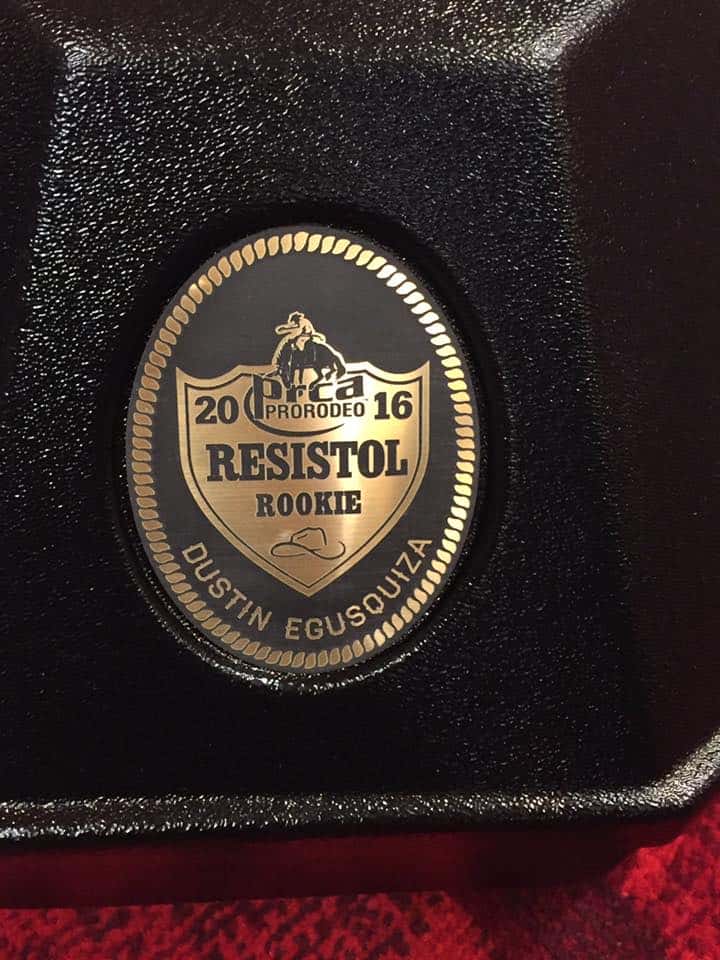 prca
20 PRORODEO 16
RESISTOL
ROOKIE
DUSTIN EGUSQUIZA